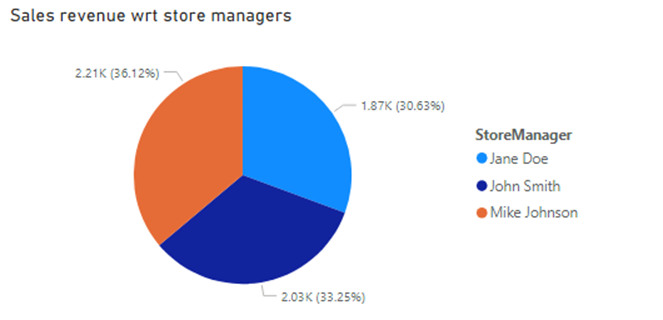 Sales revenue wrt store managers
2.21K (36.12%)
1.87K (30.63%)
StoreManager
Jane Doe
John Smith
Mike Johnson
2.03K (33.25%)